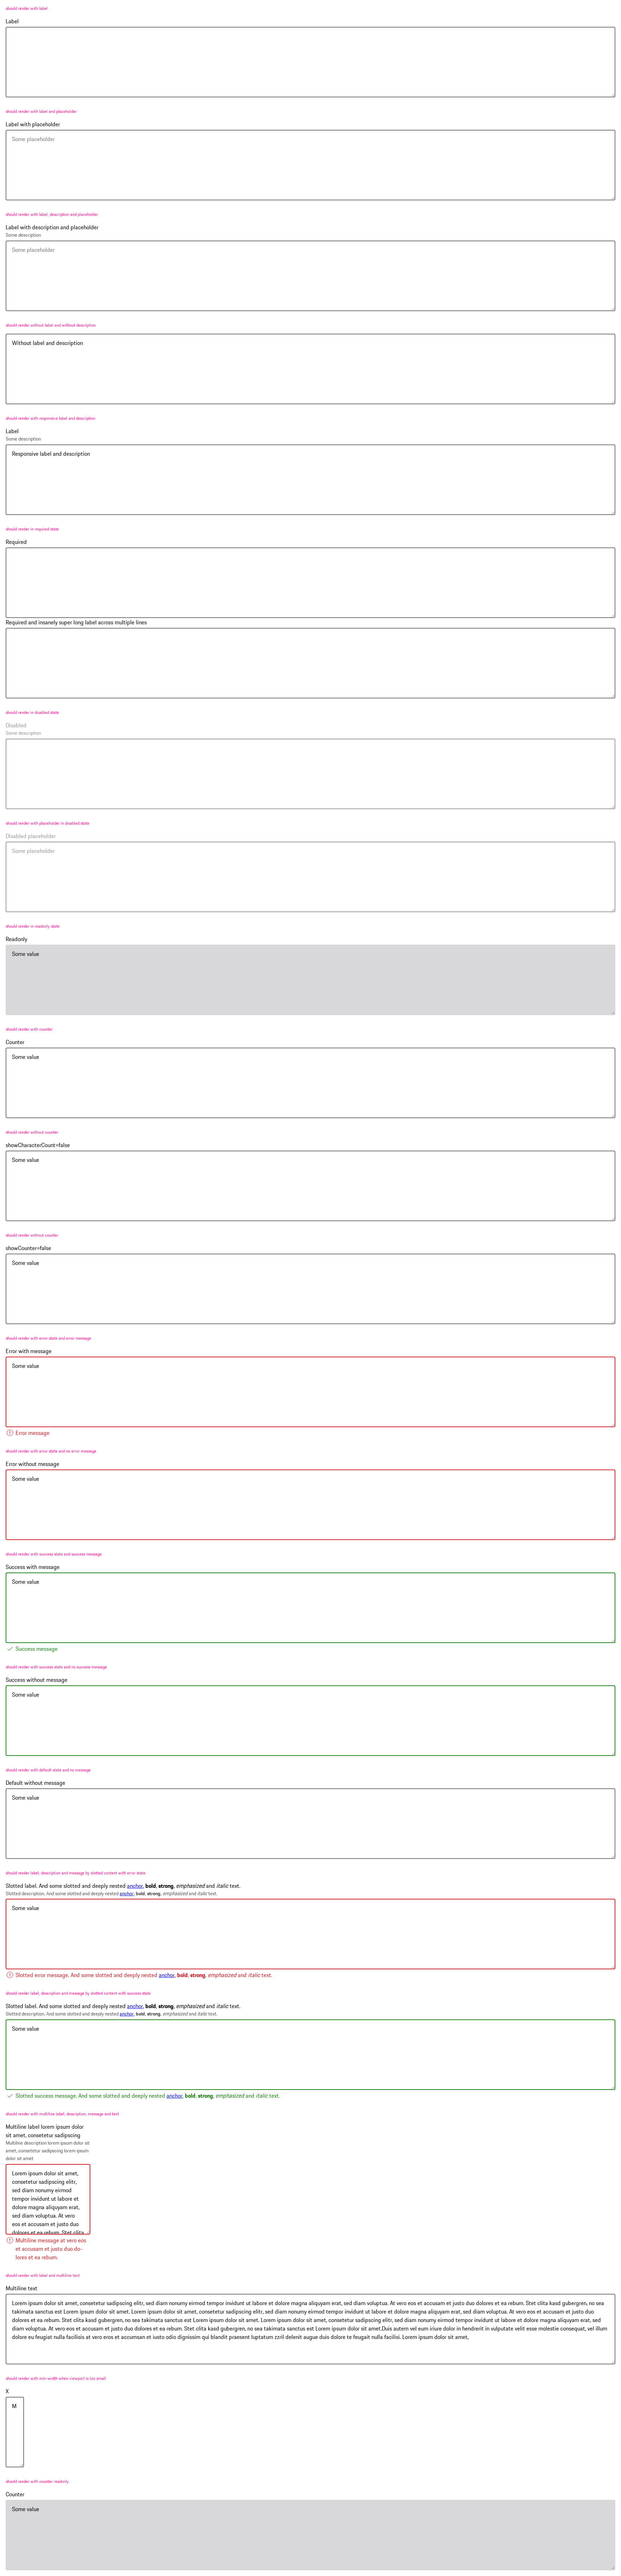 should render with label
Label
should render with label and placeholder
Label with placeholder
Some placeholder
should render with label, description and placeholder
Label with description and placeholder
Some description
Some placeholder
should render without label and without description
Without label and description
should render with responsive label and description
Label
Some description
Responsive label and description
should render in required state
Required
Required and insanely super long label across multiple lines
should render in disabled state
Disabled
Some description
should render with placeholder in disabled state
Disabled placeholder
Some placeholder
should render in readonly state
Readonly
Some value
should render with counter
Counter
Some value
should render without counter
showCharacterCount=false
Some value
should render without counter
showCounter=false
Some value
should render with error state and error message
Error with message
Some value
Error message
should render with error state and no error message
Error without message
Some value
should render with success state and success message
Success with message
Some value
Success message
should render with success state and no success message
Success without message
Some value
should render with default state and no message
Default without message
Some value
should render label, description and message by slotted content with error state
Slotted label. And some slotted and deeply nested anchor, bold, strong, emphasized and italic text.
Slotted description. And some slotted and deeply nested anchor, bold, strong, emphasized and italic text.
Some value
Slotted error message. And some slotted and deeply nested anchor, bold, strong, emphasized and italic text.
should render label, description and message by slotted content with success state
Slotted label. And some slotted and deeply nested anchor, bold, strong, emphasized and italic text.
Slotted description. And some slotted and deeply nested anchor, bold, strong, emphasized and italic text.
Some value
Slotted success message. And some slotted and deeply nested anchor, bold, strong, emphasized and italic text.
should render with multiline label, description, message and text
Multiline label lorem ipsum dolor
sit amet, consetetur sadipscing
Multiline description lorem ipsum dolor sit
amet, consetetur sadipscing lorem ipsum
dolor sit amet
Lorem ipsum dolor sit amet,
consetetur sadipscing elitr,
sed diam nonumy eirmod
tempor invidunt ut labore et
dolore magna aliquyam erat,
sed diam voluptua. At vero
eos et accusam et justo duo
dolores et ea rebum. Stet clita
Multiline message at vero eos
et accusam et justo duo do-
lores et ea rebum.
should render with label and multiline text
Multiline text
Lorem ipsum dolor sit amet, consetetur sadipscing elitr, sed diam nonumy eirmod tempor invidunt ut labore et dolore magna aliquyam erat, sed diam voluptua. At vero eos et accusam et justo duo dolores et ea rebum. Stet clita kasd gubergren, no sea
takimata sanctus est Lorem ipsum dolor sit amet. Lorem ipsum dolor sit amet, consetetur sadipscing elitr, sed diam nonumy eirmod tempor invidunt ut labore et dolore magna aliquyam erat, sed diam voluptua. At vero eos et accusam et justo duo
dolores et ea rebum. Stet clita kasd gubergren, no sea takimata sanctus est Lorem ipsum dolor sit amet. Lorem ipsum dolor sit amet, consetetur sadipscing elitr, sed diam nonumy eirmod tempor invidunt ut labore et dolore magna aliquyam erat, sed
diam voluptua. At vero eos et accusam et justo duo dolores et ea rebum. Stet clita kasd gubergren, no sea takimata sanctus est Lorem ipsum dolor sit amet.Duis autem vel eum iriure dolor in hendrerit in vulputate velit esse molestie consequat, vel illum
dolore eu feugiat nulla facilisis at vero eros et accumsan et iusto odio dignissim qui blandit praesent luptatum zzril delenit augue duis dolore te feugait nulla facilisi. Lorem ipsum dolor sit amet,
should render with min-width when viewport is too small
X
M
should render with counter readonly
Counter
Some value